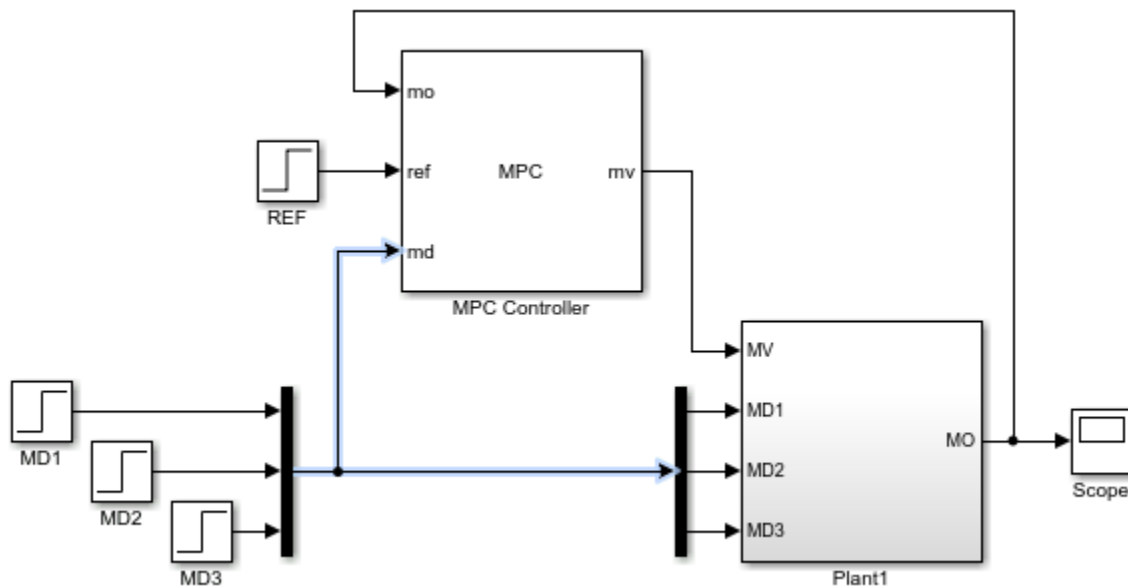 mo
ref
MPC
mv
REF
md
MPC Controller
MV
MD1
MD1
MO
MD2
MD2
Scope
MD3
MD3
Plant1